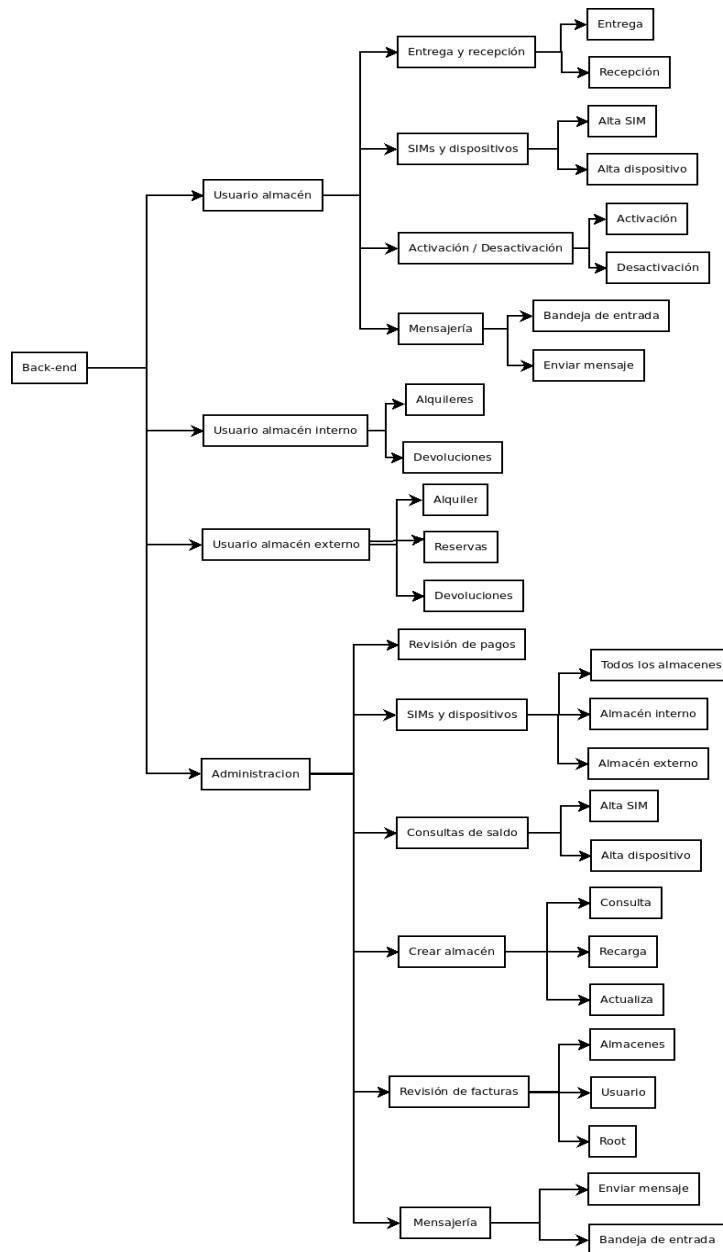 Back-end
Usuario almacén
Entrega y recepción
Entrega
Recepción
SIMs y dispositivos
Alta SIM
Alta dispositivo
Activación / Desactivación
Activación
Desactivación
Mensajería
Bandeja de entrada
Enviar mensaje
Usuario almacén interno
Alquileres
Devoluciones
Usuario almacén externo
Alquiler
Reservas
Devoluciones
Administracion
Revisión de pagos
SIMs y dispositivos
Todos los almacenes
Almacén interno
Almacén externo
Consultas de saldo
Alta SIM
Alta dispositivo
Crear almacén
Consulta
Recarga
Actualiza
Revisión de facturas
Almacenes
Usuario
Root
Mensajería
Enviar mensaje
Bandeja de entrada